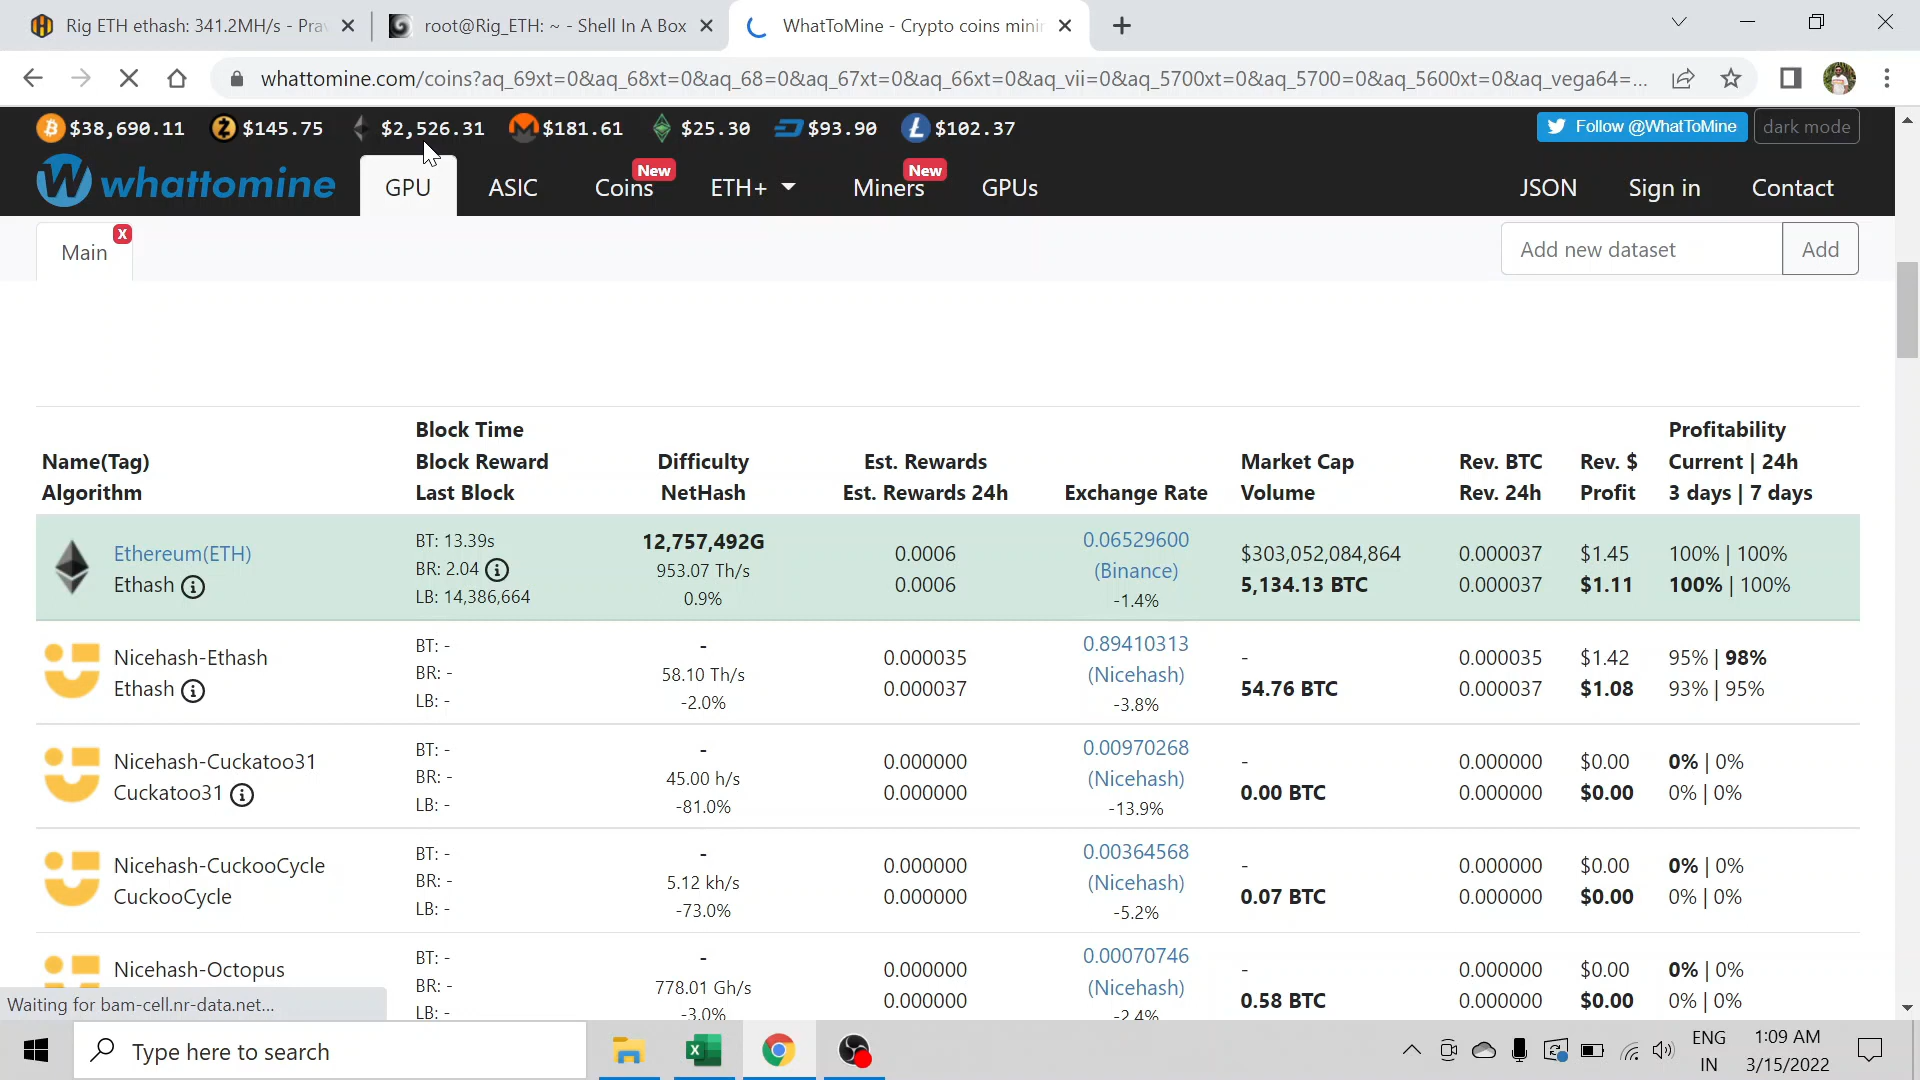 Rig ETH ethash: 341.2MH/s - Pra
root@Rig_ETH: ~ - Shell In A Box
WhatToMine - Crypto coins minin
whattomine.com/coins?aq_69xt=0&aq_68xt=0&aq_68=0&aq_67xt=0&aq_66xt=0&aq_vii=0&aq_5700xt=0&aq_5700=0&aq_5600xt=0&aq_vega64=...
$38,690.11 $145.75 $2,526.31 $181.61 $25.30 $93.90 $102.37
Follow @WhatToMine dark mode
whattomine GPU ASIC Coins New ETH+ Miners New GPUs JSON Sign in Contact
Main x Add new dataset Add
Block Time Profitability
Name(Tag) Block Reward Difficulty Est. Rewards Market Cap Rev. BTC Rev. $ Current | 24h
Algorithm Last Block NetHash Est. Rewards 24h Exchange Rate Volume Rev. 24h Profit 3 days | 7 days
BT: 13.39s 12,757,492G 0.06529600
Ethereum(ETH) 0.0006 $303,052,084,864 0.000037 $1.45 100% | 100%
BR: 2.04 953.07 Th/s (Binance)
Ethash 0.0006 5,134.13 BTC 0.000037 $1.11 100% | 100%
LB: 14,386,664 0.9% -1.4%
BT: - - 0.89410313
Nicehash-Ethash 0.000035 - 0.000035 $1.42 95% | 98%
BR: - 58.10 Th/s (Nicehash)
Ethash 0.000037 54.76 BTC 0.000037 $1.08 93% | 95%
LB: - -2.0% -3.8%
BT: - - 0.00970268
Nicehash-Cuckatoo31 0.000000 - 0.000000 $0.00 0% | 0%
BR: - 45.00 h/s (Nicehash)
Cuckatoo31 0.000000 0.00 BTC 0.000000 $0.00 0% | 0%
LB: - -81.0% -13.9%
BT: - - 0.00364568
Nicehash-CuckooCycle 0.000000 - 0.000000 $0.00 0% | 0%
BR: - 5.12 kh/s (Nicehash)
CuckooCycle 0.000000 0.07 BTC 0.000000 $0.00 0% | 0%
LB: - -73.0% -5.2%
BT: - - 0.00070746
Nicehash-Octopus 0.000000 - 0.000000 $0.00 0% | 0%
BR: - 778.01 Gh/s (Nicehash)
0.000000 0.58 BTC 0.000000 $0.00 0% | 0%
LB: - -3.0% -2.4%
Waiting for bam-cell.nr-data.net...
Type here to search
ENG 1:09 AM
IN 3/15/2022